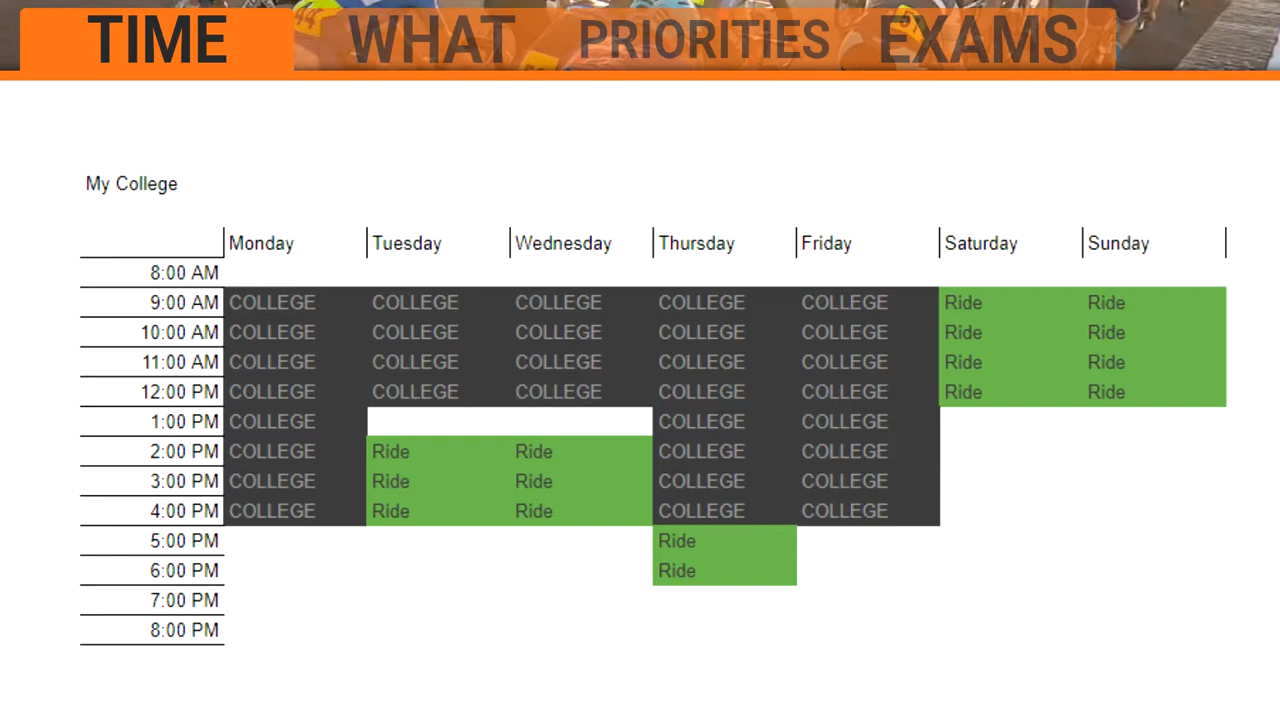 TIME WHAT PRIORITIES EXAMS
My College
Monday Tuesday Wednesday Thursday Friday Saturday Sunday
8:00 AM
9:00 AM COLLEGE COLLEGE COLLEGE COLLEGE COLLEGE Ride Ride
10:00 AM COLLEGE COLLEGE COLLEGE COLLEGE COLLEGE Ride Ride
11:00 AM COLLEGE COLLEGE COLLEGE COLLEGE COLLEGE Ride Ride
12:00 PM COLLEGE COLLEGE COLLEGE COLLEGE COLLEGE Ride Ride
1:00 PM COLLEGE COLLEGE COLLEGE
2:00 PM COLLEGE Ride Ride COLLEGE COLLEGE
3:00 PM COLLEGE Ride Ride COLLEGE COLLEGE
4:00 PM COLLEGE Ride Ride COLLEGE COLLEGE
5:00 PM Ride
6:00 PM Ride
7:00 PM
8:00 PM